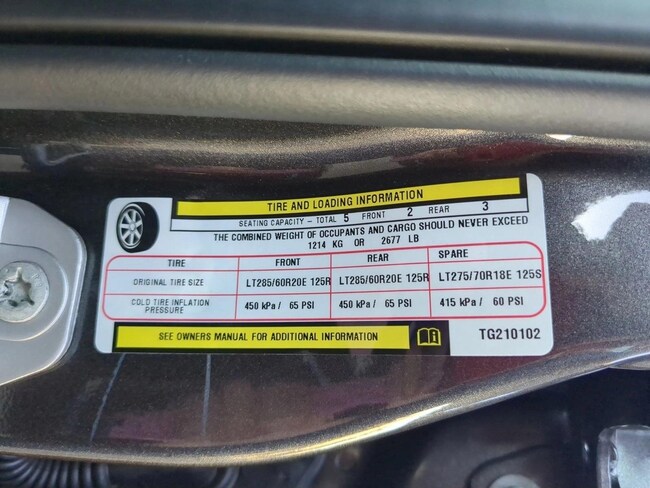 TIRE AND LOADING INFORMATION
SEATING CAPACITY - TOTAL 5 FRONT 2 REAR 3
THE COMBINED WEIGHT OF OCCUPANTS AND CARGO SHOULD NEVER EXCEED
1214 KG OR 2677 LB
TIRE FRONT REAR SPARE
ORIGINAL TIRE SIZE LT285/60R20E 125R LT285/60R20E 125R LT275/70R18E 125S
COLD TIRE INFLATION PRESSURE 450 kPa / 65 PSI 450 kPa / 65 PSI 415 kPa / 60 PSI
SEE OWNERS MANUAL FOR ADDITIONAL INFORMATION TG210102